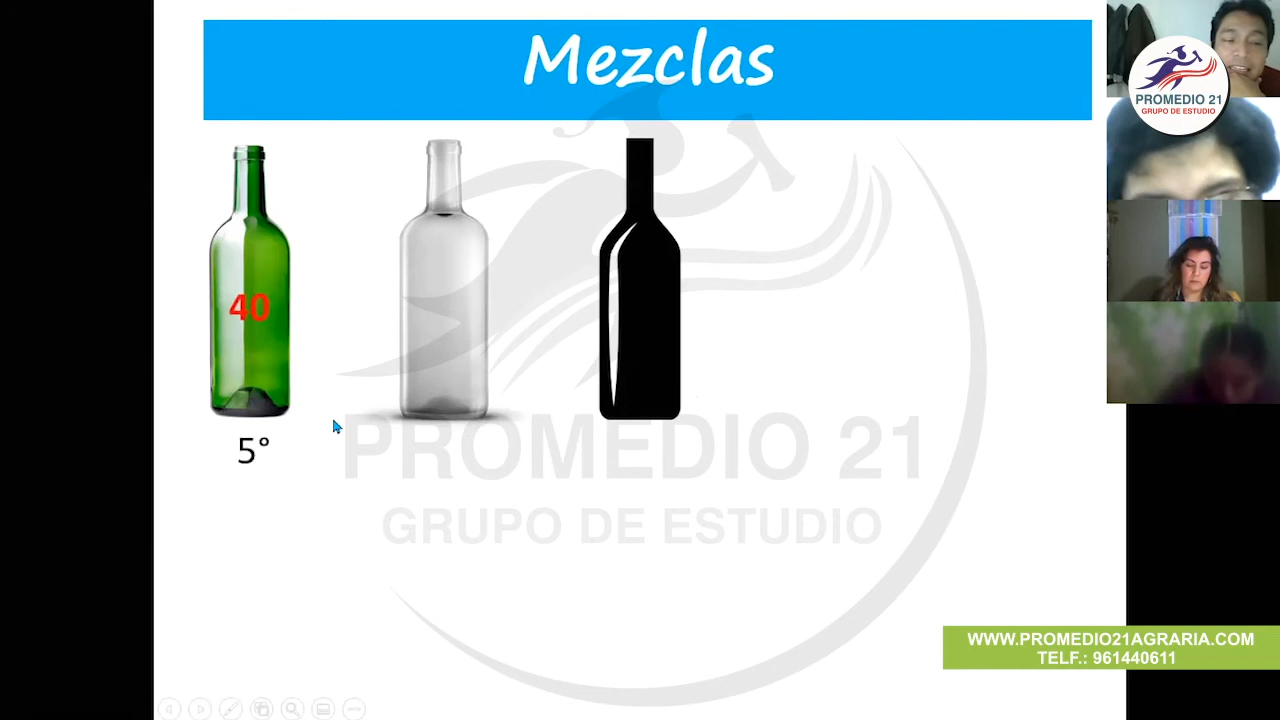 Mezclas
PROMEDIO 21
GRUPO DE ESTUDIO
40
5°
PROMEDIO 21
GRUPO DE ESTUDIO
WWW.PROMEDIO21AGRARIA.COM
TELF.: 961440611